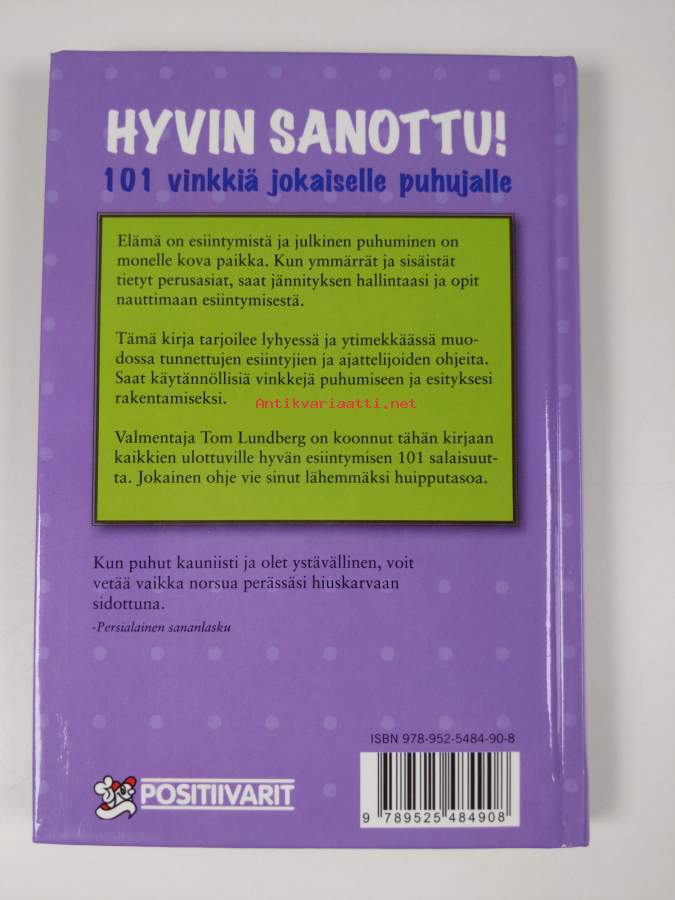 HYVIN SANOTTU!
101 vinkkiä jokaiselle puhujalle
Elämä on esiintymistä ja julkinen puhuminen on
monelle kova paikka. Kun ymmärrät ja sisäistät
tietyt perusasiat, saat jännityksen hallintaasi ja opit
nauttimaan esiintymisestä.
Tämä kirja tarjoilee lyhyessä ja ytimekkäässä muo-
dossa tunnettujen esiintyjien ja ajattelijoiden ohjeita.
Saat käytännöllisiä vinkkejä puhumiseen ja esityksesi
rakentamiseksi.
Antikvariaatti.net
Valmentaja Tom Lundberg on koonnut tähän kirjaan
kaikkien ulottuville hyvän esiintymisen 101 salaisuut-
ta. Jokainen ohje vie sinut lähemmäksi huipputasoa.
Kun puhut kauniisti ja olet ystävällinen, voit
vetää vaikka norsua perässäsi hiuskarvaan
sidottuna.
-Persialainen sananlasku
ISBN 978-952-5484-90-8
POSITIIVARIT
9 789525 484908